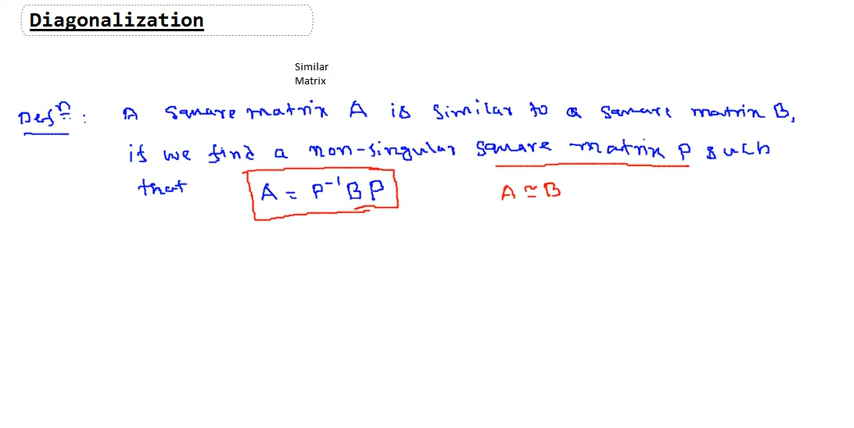 Diagonalization
Similar
Matrix
Defⁿ: A square matrix A is similar to a square matrix B,
if we find a non-singular square matrix P such
that A = P⁻¹BP A ≃ B